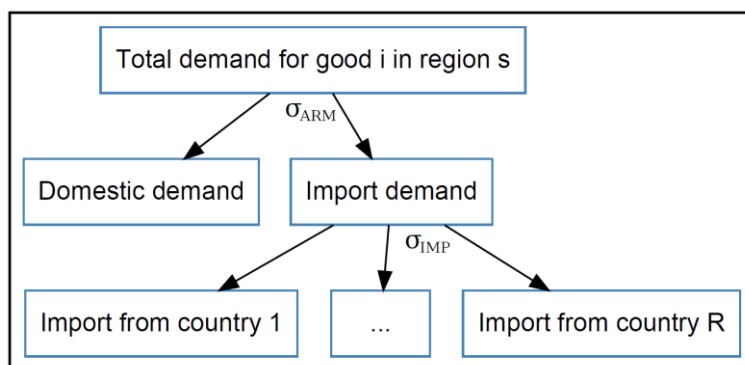 Total demand for good i in region s
σARM
Domestic demand
Import demand
σIMP
Import from country 1
...
Import from country R